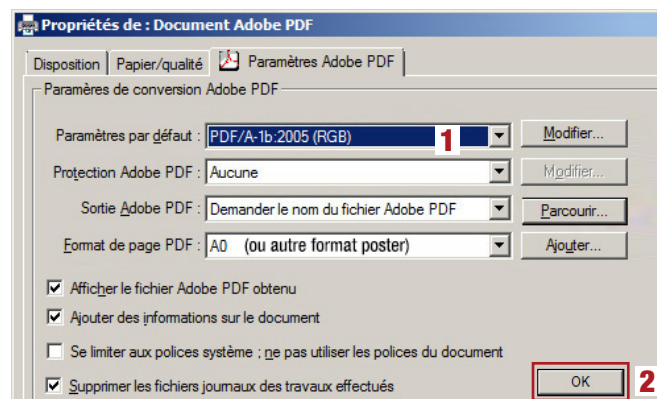 Propriétés de : Document Adobe PDF
Disposition Papier/qualité Paramètres Adobe PDF
Paramères de conversion Adobe PDF
Paramètres par défaut : PDF/A-1b:2005 (RGB) 1 Modifier...
Protection Adobe PDF : Aucune Modifier...
Sortie Adobe PDF : Demander le nom du fichier Adobe PDF Parcourir...
Format de page PDF : A0 (ou autre format poster) Ajouter...
Afficher le fichier Adobe PDF obtenu
Ajouter des informations sur le document
Se limiter aux polices système ; ne pas utiliser les polices du document
Supprimer les fichiers journaux des travaux effectués OK 2